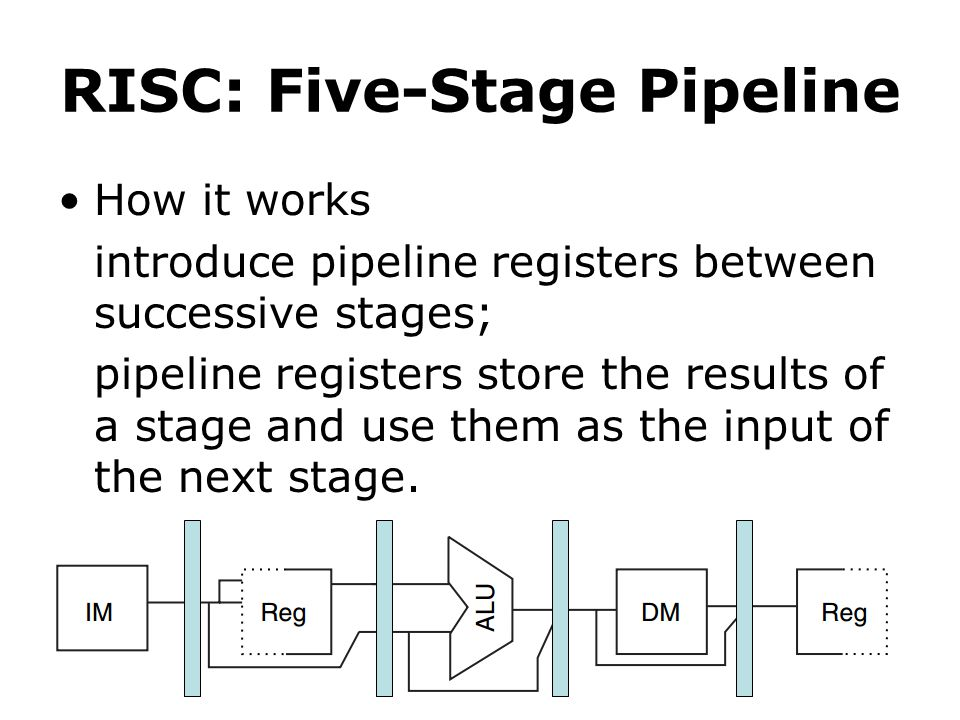 RISC: Five-Stage Pipeline
• How it works
introduce pipeline registers between
successive stages;
pipeline registers store the results of
a stage and use them as the input of
the next stage.
IM
Reg
ALU
DM
Reg